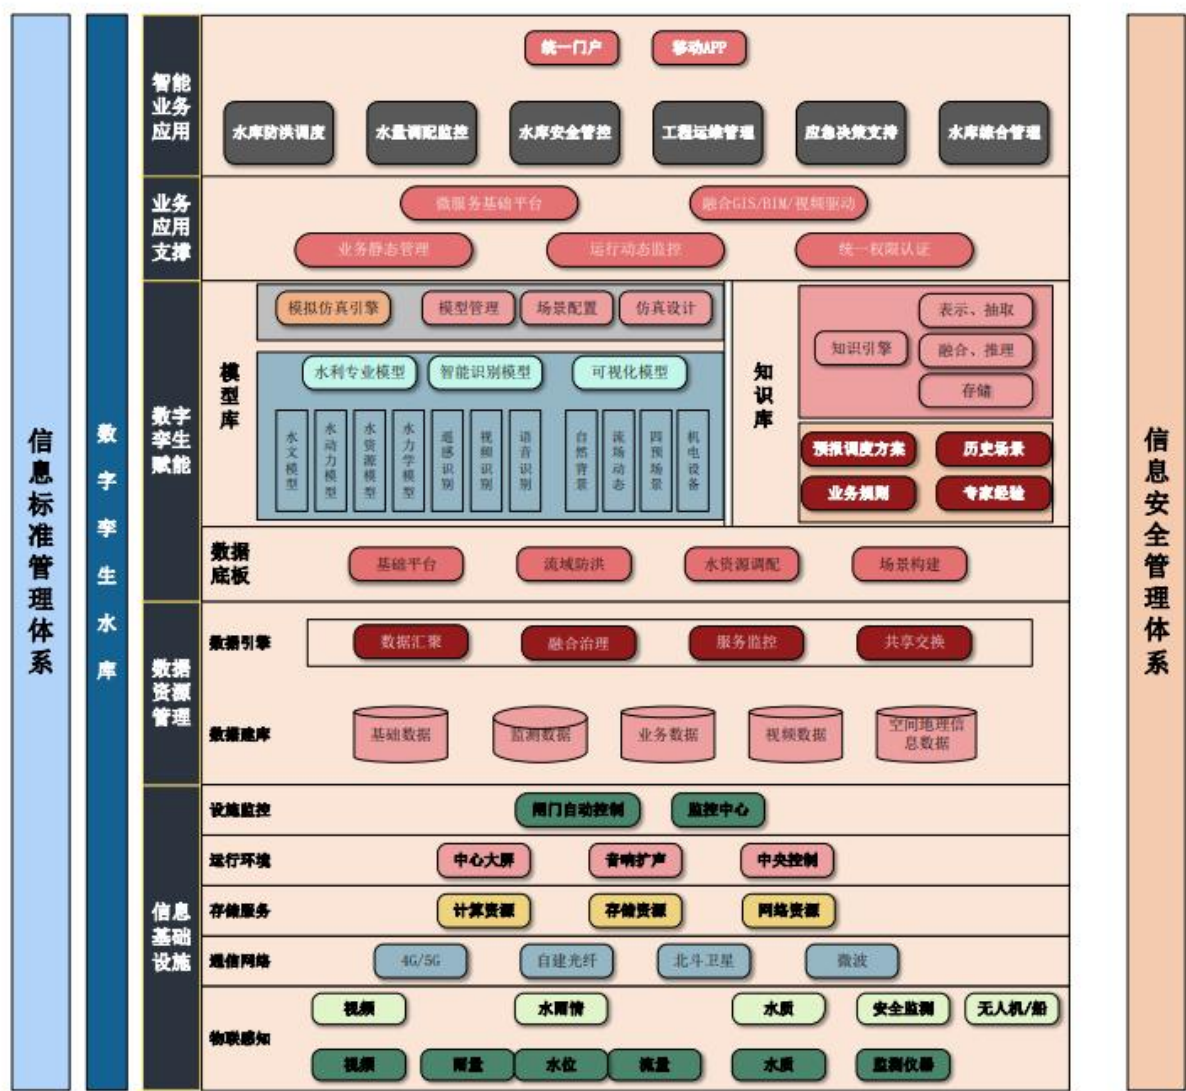 信息标准管理体系
数字孪生水库
智能
业务
应用
统一门户
移动APP
水库防洪调度
水量调配监控
水库安全管控
工程运维管理
应急决策支持
水库综合管理
业务
应用
支撑
微服务基础平台
融合GIS/BIM/视频驱动
业务静态管理
运行动态监控
统一权限认证
数字
孪生
赋能
模型库
模拟仿真引擎
模型管理
场景配置
仿真设计
水利专业模型
智能识别模型
可视化模型
水文模型
水动力模型
水资源模型
水力学模型
遥感识别
视频识别
语音识别
自然背景
流场动态
四预场景
机电设备
知识库
知识引擎
表示、抽取
融合、推理
存储
预报调度方案
历史场景
业务规则
专家经验
数据
底板
基础平台
流域防洪
水资源调配
场景构建
数据
资源
管理
数据引擎
数据汇聚
融合治理
服务监控
共享交换
数据建库
基础数据
监测数据
业务数据
视频数据
空间地理信
息数据
信息
基础
设施
设施监控
闸门自动控制
监控中心
运行环境
中心大屏
音响扩声
中央控制
存储服务
计算资源
存储资源
网络资源
通信网络
4G/5G
自建光纤
北斗卫星
微波
物联感知
视频
水雨情
水质
安全监测
无人机/船
视频
雨量
水位
流量
水质
监测仪器
信息安全管理体系